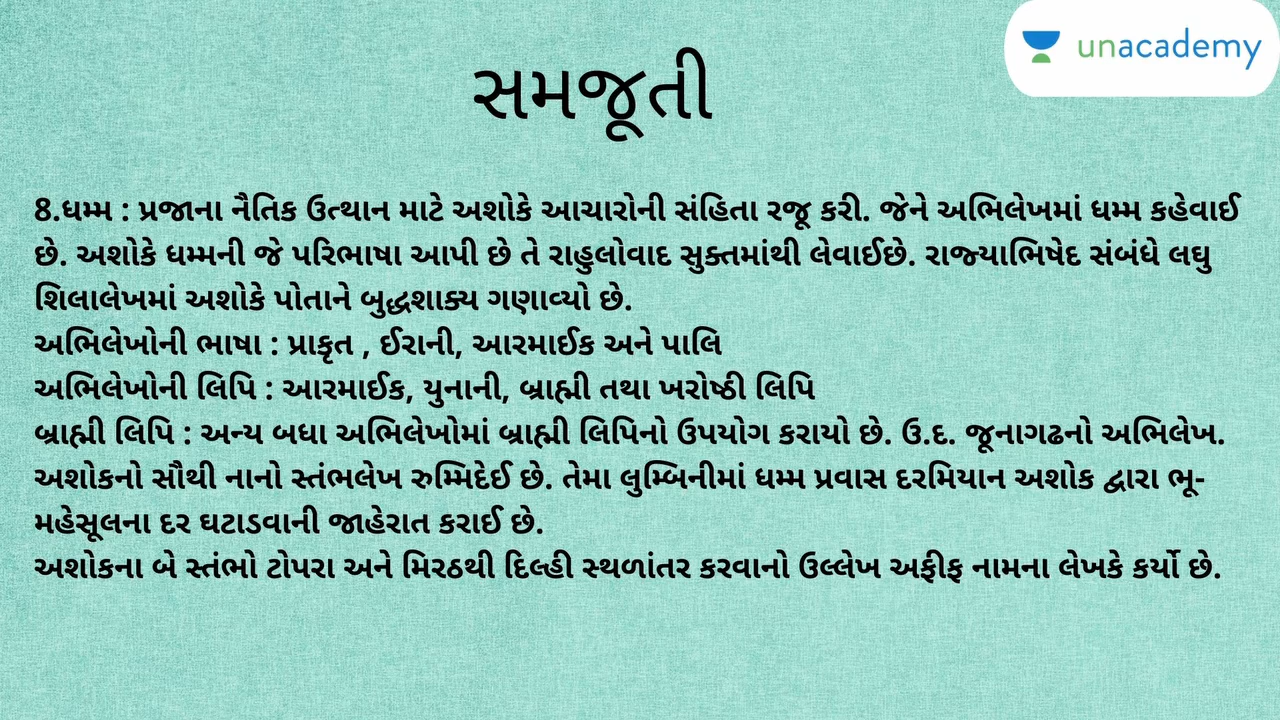 unacademy
સમજૂતી
8.ધમ્મ : પ્રજાના નૈતિક ઉત્થાન માટે અશોકે આચારોની સંહિતા રજૂ કરી. જેને અભિલેખમાં ધમ્મ કહેવાઈ
છે. અશોકે ધમ્મની જે પરિભાષા આપી છે તે રાહુલોવાદ સુક્તમાંથી લેવાઈછે. રાજ્યાભિષેદ સંબંધે લઘુ
શિલાલેખમાં અશોકે પોતાને બુદ્ધશાક્ય ગણાવ્યો છે.
અભિલેખોની ભાષા : પ્રાકૃત , ઈરાની, આરમાઈક અને પાલિ
અભિલેખોની લિપિ : આરમાઈક, યુનાની, બ્રાહ્મી તથા ખરોષ્ઠી લિપિ
બ્રાહ્મી લિપિ : અન્ય બધા અભિલેખોમાં બ્રાહ્મી લિપિનો ઉપયોગ કરાયો છે. ઉ.દ. જૂનાગઢનો અભિલેખ.
અશોકનો સૌથી નાનો સ્તંભલેખ રુમ્મિદેઈ છે. તેમા લુમ્બિનીમાં ધમ્મ પ્રવાસ દરમિયાન અશોક દ્વારા ભૂ-
મહેસૂલના દર ઘટાડવાની જાહેરાત કરાઈ છે.
અશોકના બે સ્તંભો ટોપરા અને મિરઠથી દિલ્હી સ્થળાંતર કરવાનો ઉલ્લેખ અફીફ નામના લેખકે કર્યો છે.